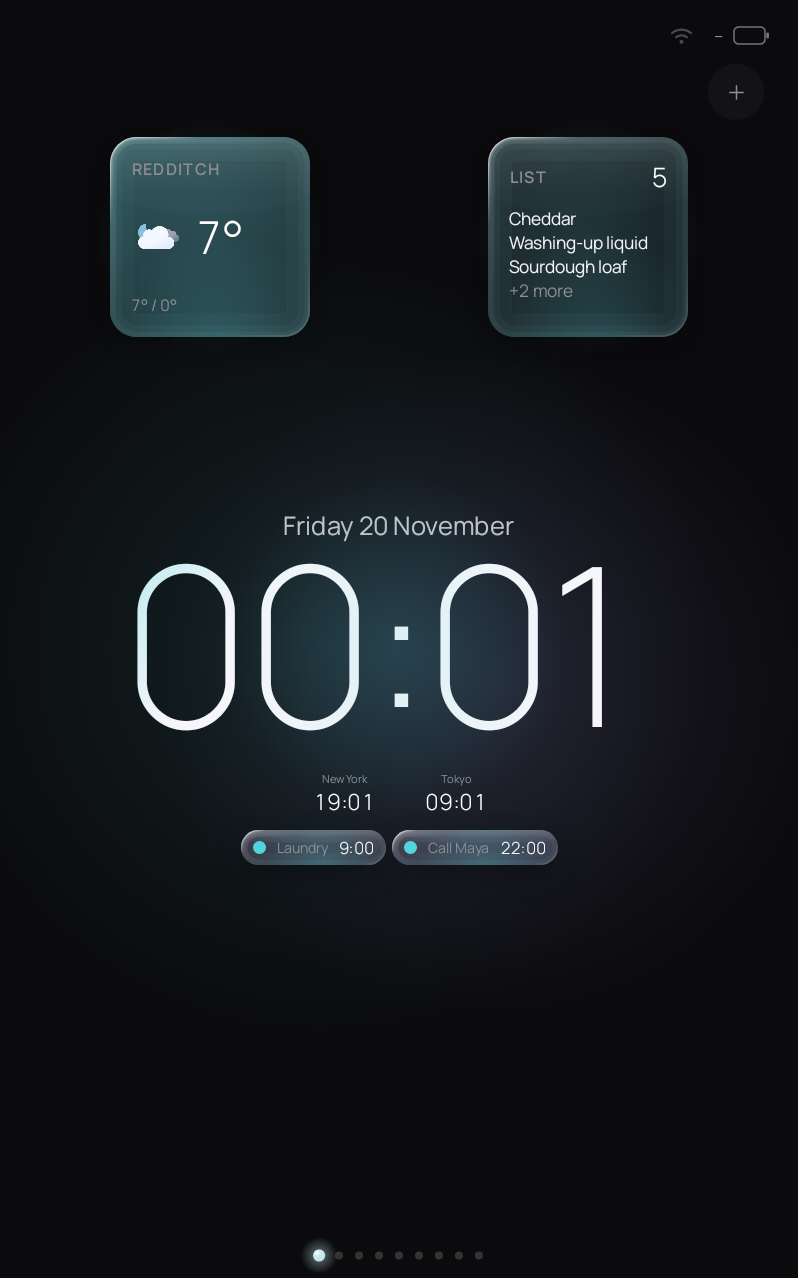 –
+
REDDITCH
7°
7° / 0°
LIST 5
Cheddar
Washing-up liquid
Sourdough loaf
+2 more
Friday 20 November
00:01
New York
19:01
Tokyo
09:01
Laundry 9:00
Call Maya 22:00